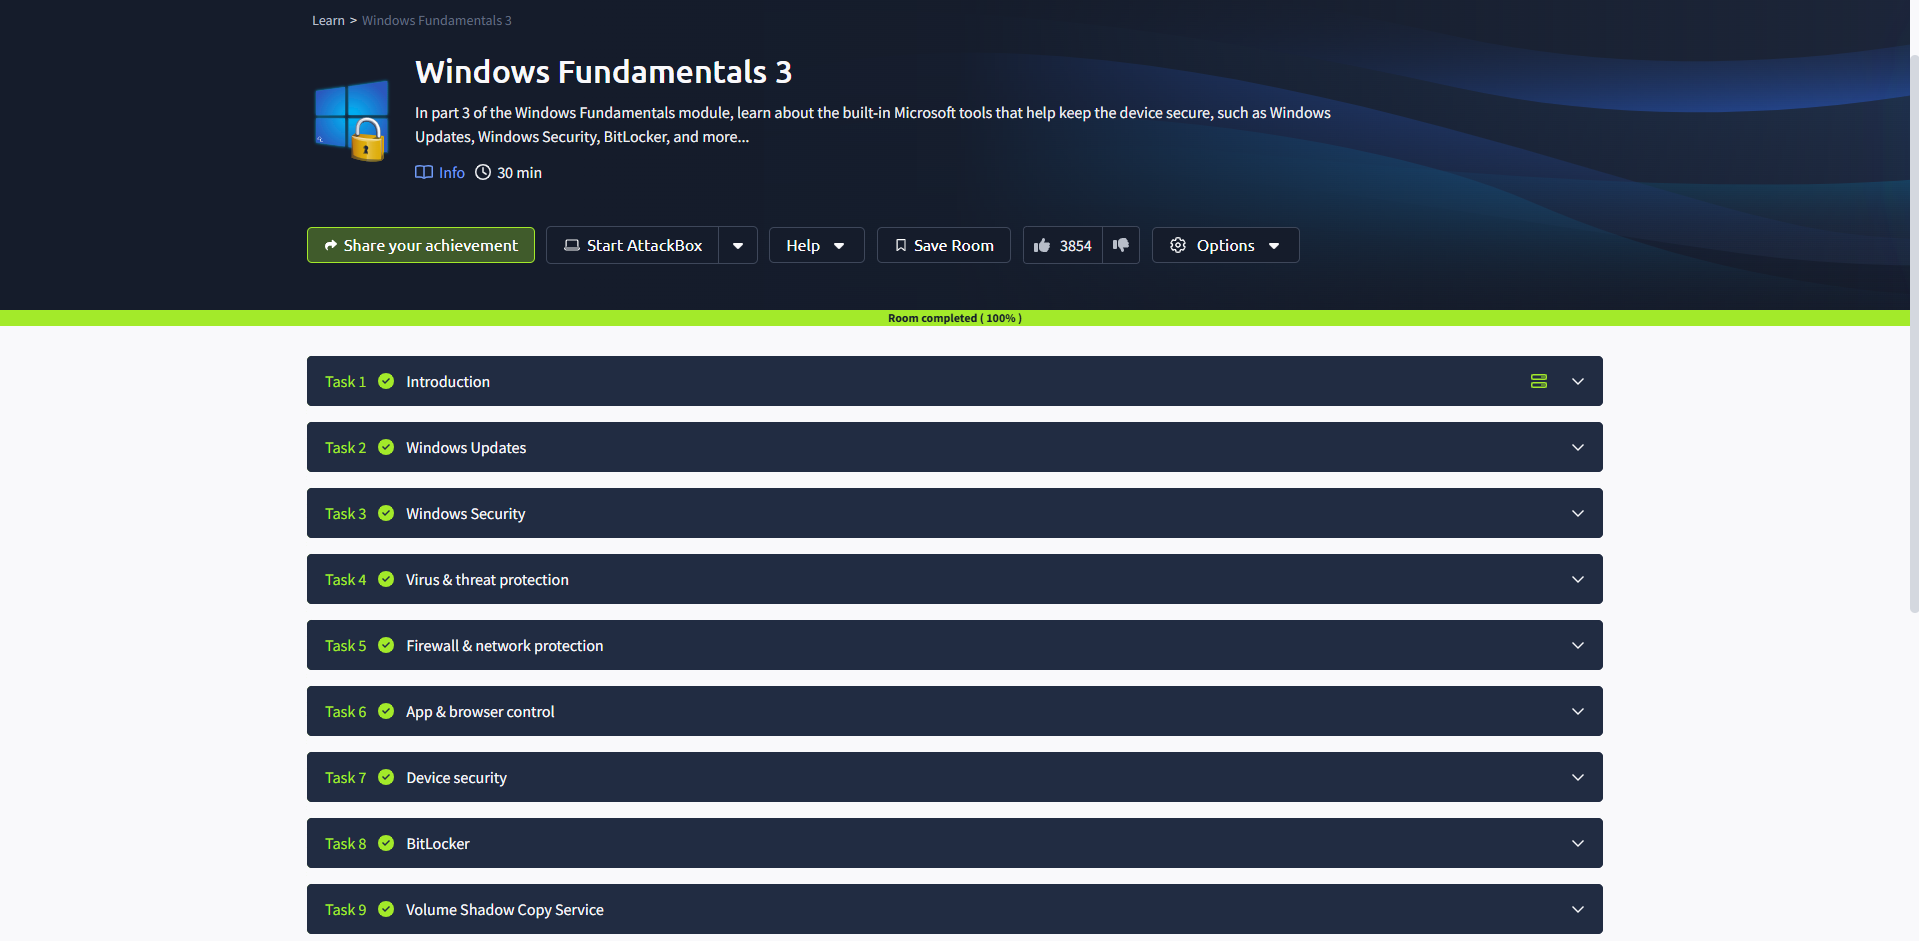 Learn > Windows Fundamentals 3
Windows Fundamentals 3
In part 3 of the Windows Fundamentals module, learn about the built-in Microsoft tools that help keep the device secure, such as Windows
Updates, Windows Security, BitLocker, and more...
Info 30 min
Share your achievement Start AttackBox Help Save Room 3854 Options
Room completed ( 100% )
Task 1 Introduction
Task 2 Windows Updates
Task 3 Windows Security
Task 4 Virus & threat protection
Task 5 Firewall & network protection
Task 6 App & browser control
Task 7 Device security
Task 8 BitLocker
Task 9 Volume Shadow Copy Service